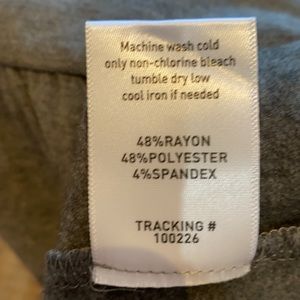 Machine wash cold
only non-chlorine bleach
tumble dry low
cool iron if needed
48%RAYON
48%POLYESTER
4%SPANDEX
TRACKING #
100226